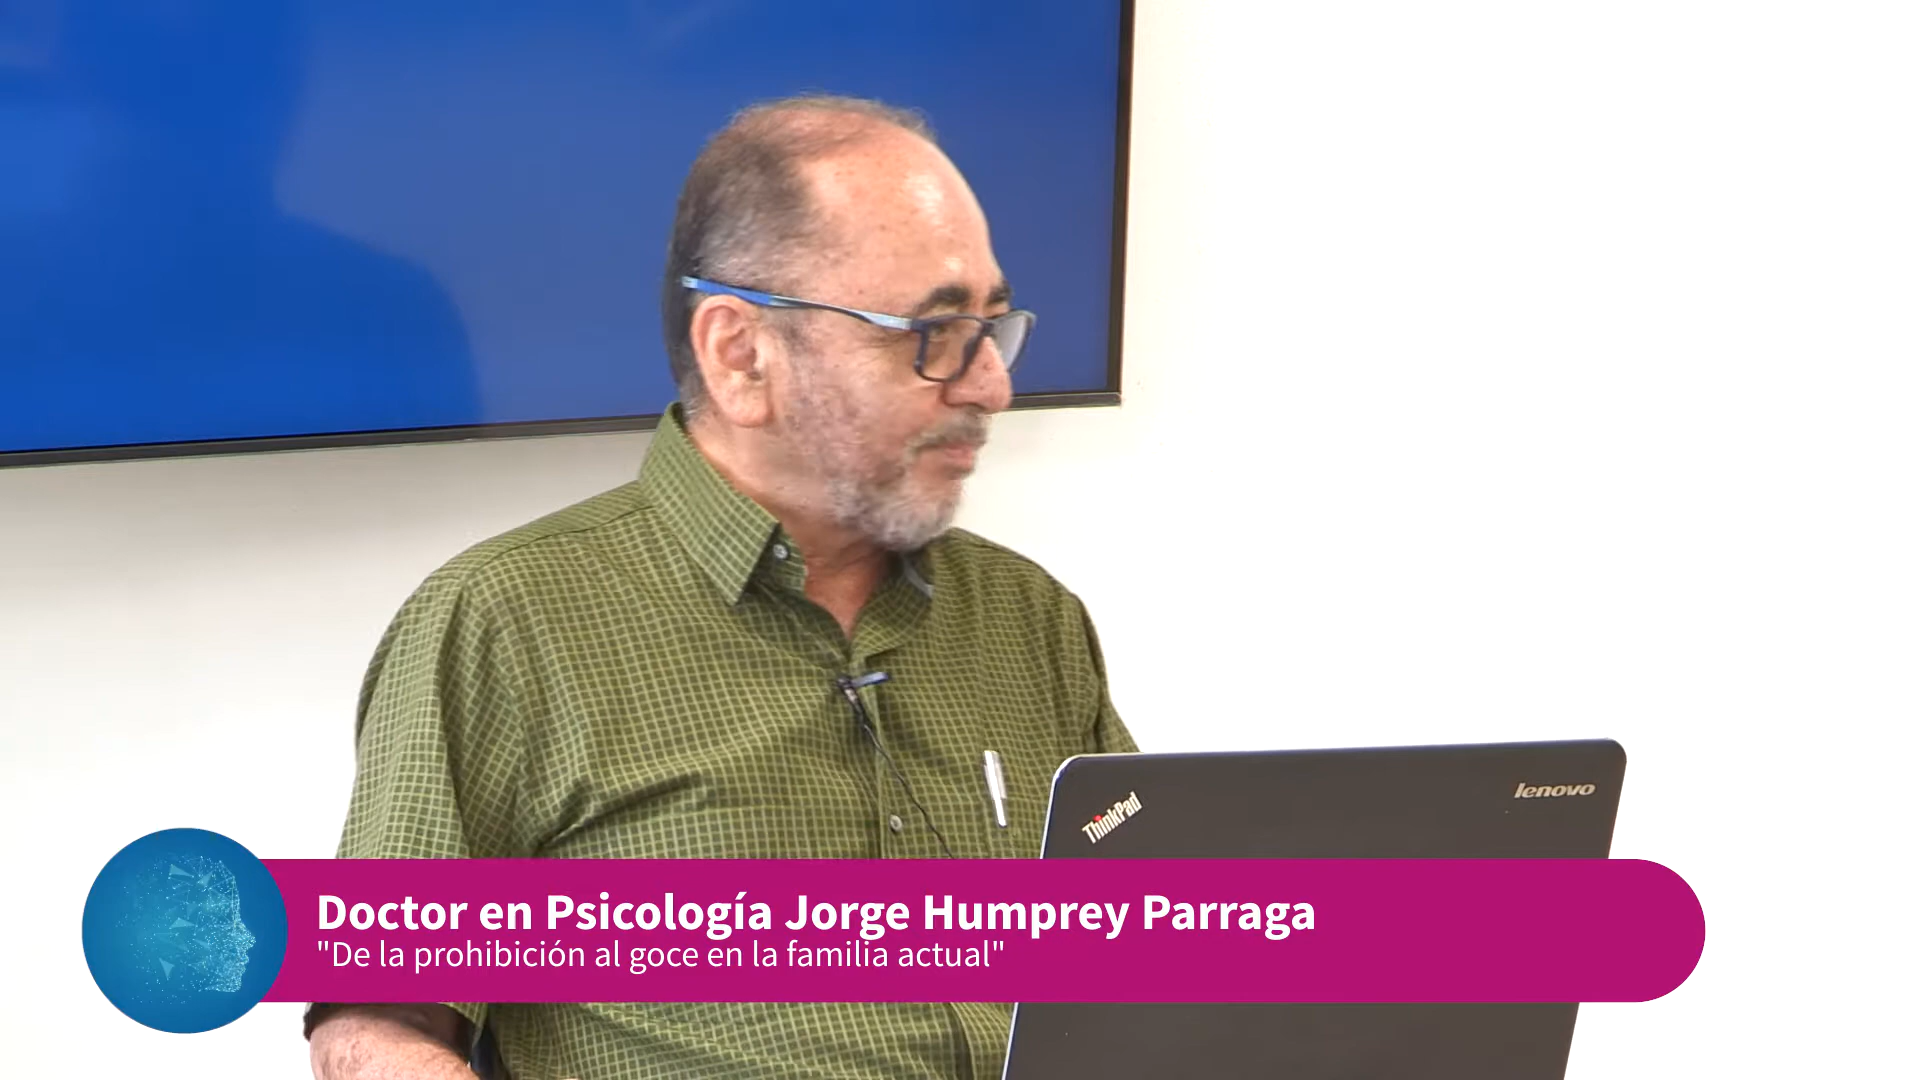 ThinkPad
lenovo
Doctor en Psicología Jorge Humprey Parraga
"De la prohibición al goce en la familia actual"